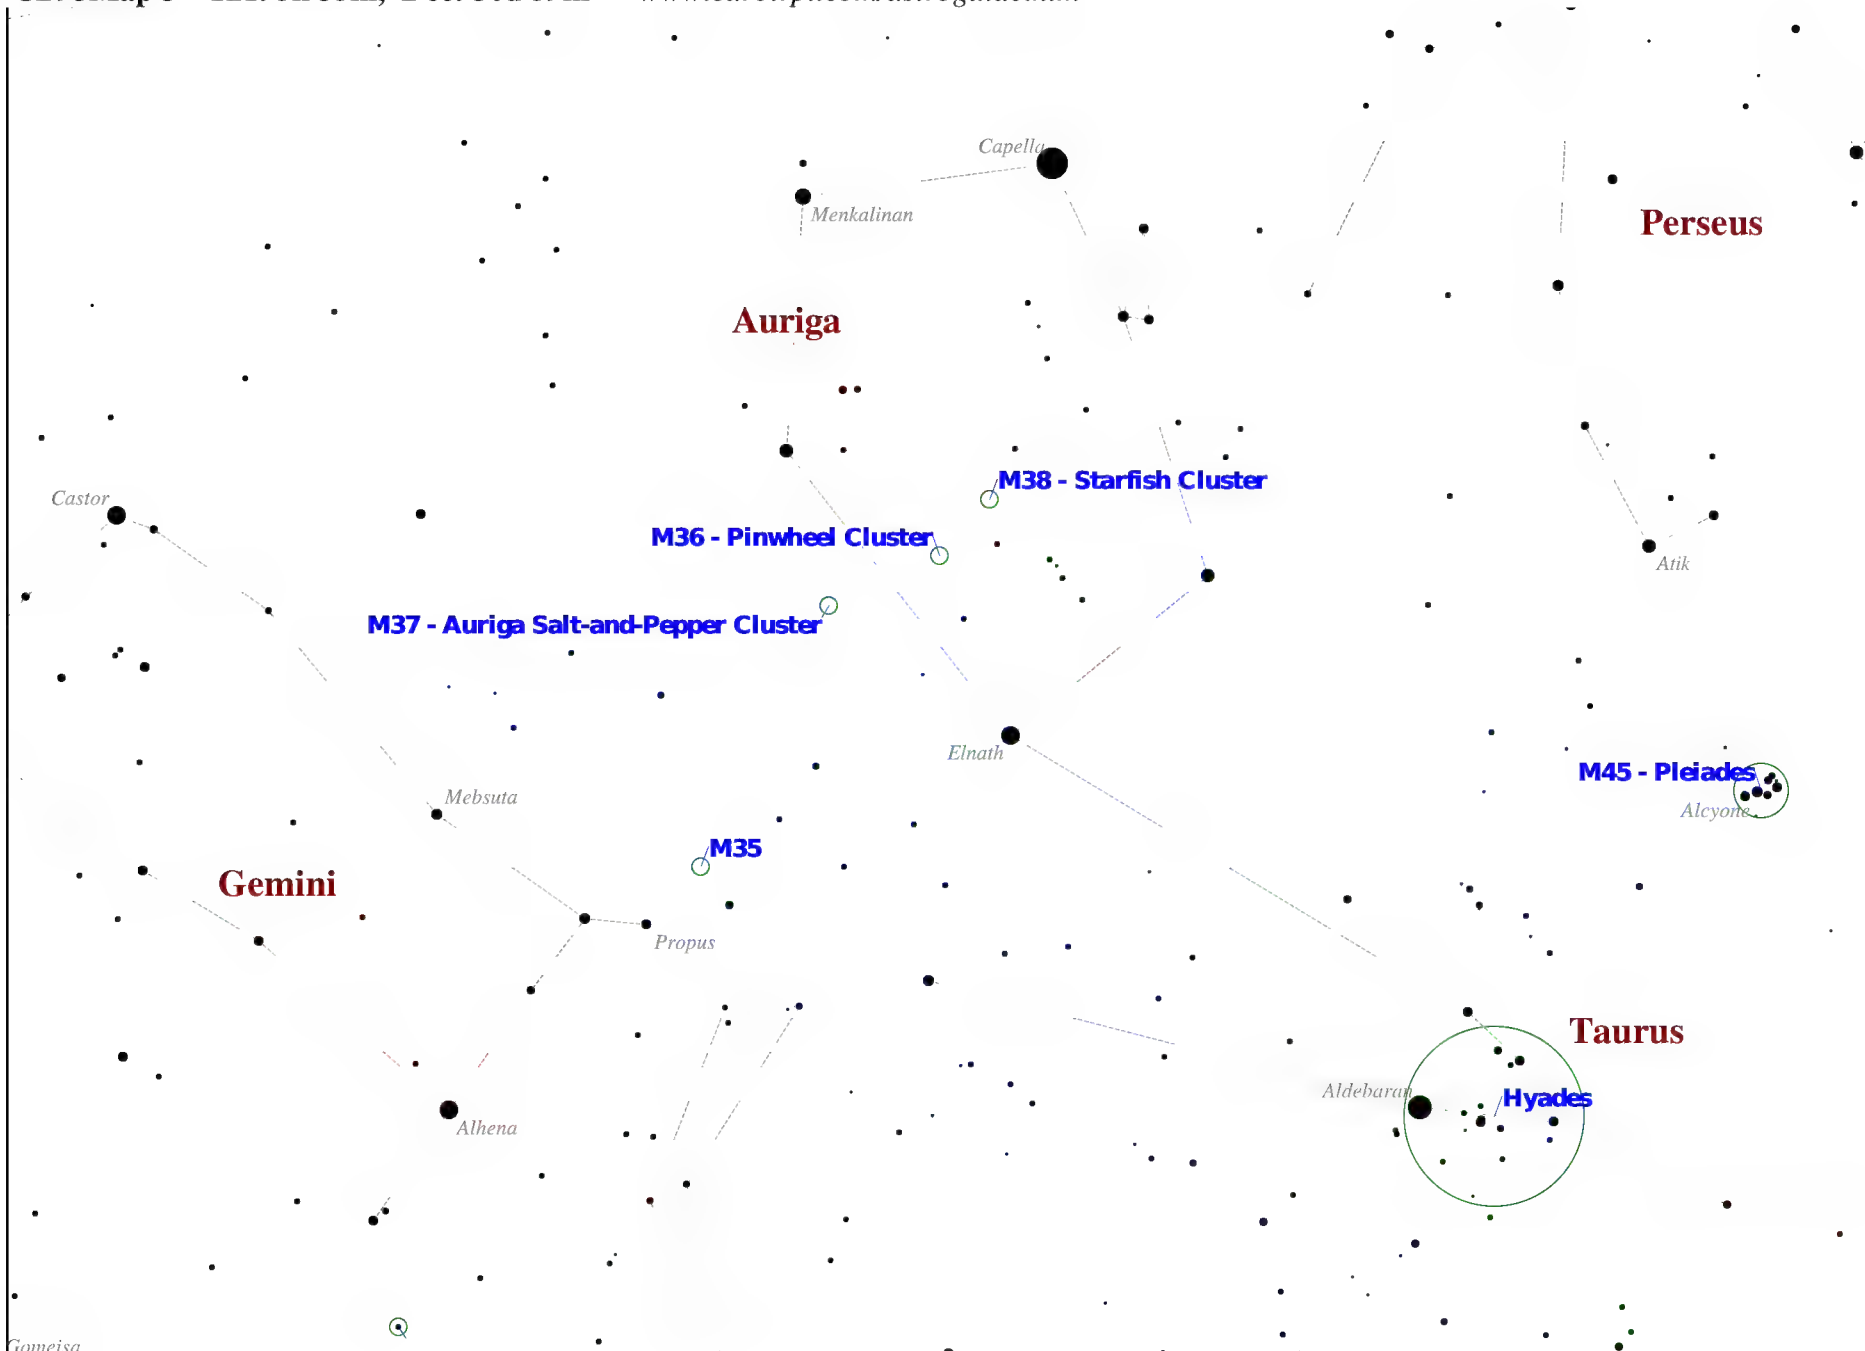 Capella
Menkalinan
Perseus
Auriga
M38 - Starfish Cluster
Castor
M36 - Pinwheel Cluster
Atik
M37 - Auriga Salt-and-Pepper Cluster
Elnath
M45 - Pleiades
Mebsuta
Alcyone
M35
Gemini
Propus
Taurus
Aldebaran
Hyades
Alhena
Gomeisa